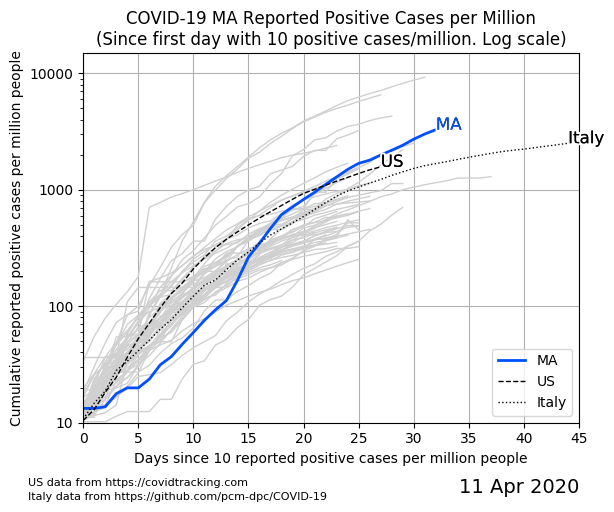 COVID-19 MA Reported Positive Cases per Million
(Since first day with 10 positive cases/million. Log scale)
Cumulative reported positive cases per million people
10000
1000
100
10
MA
US
Italy
MA
US
Italy
0 5 10 15 20 25 30 35 40 45
Days since 10 reported positive cases per million people
US data from https://covidtracking.com
Italy data from https://github.com/pcm-dpc/COVID-19
11 Apr 2020